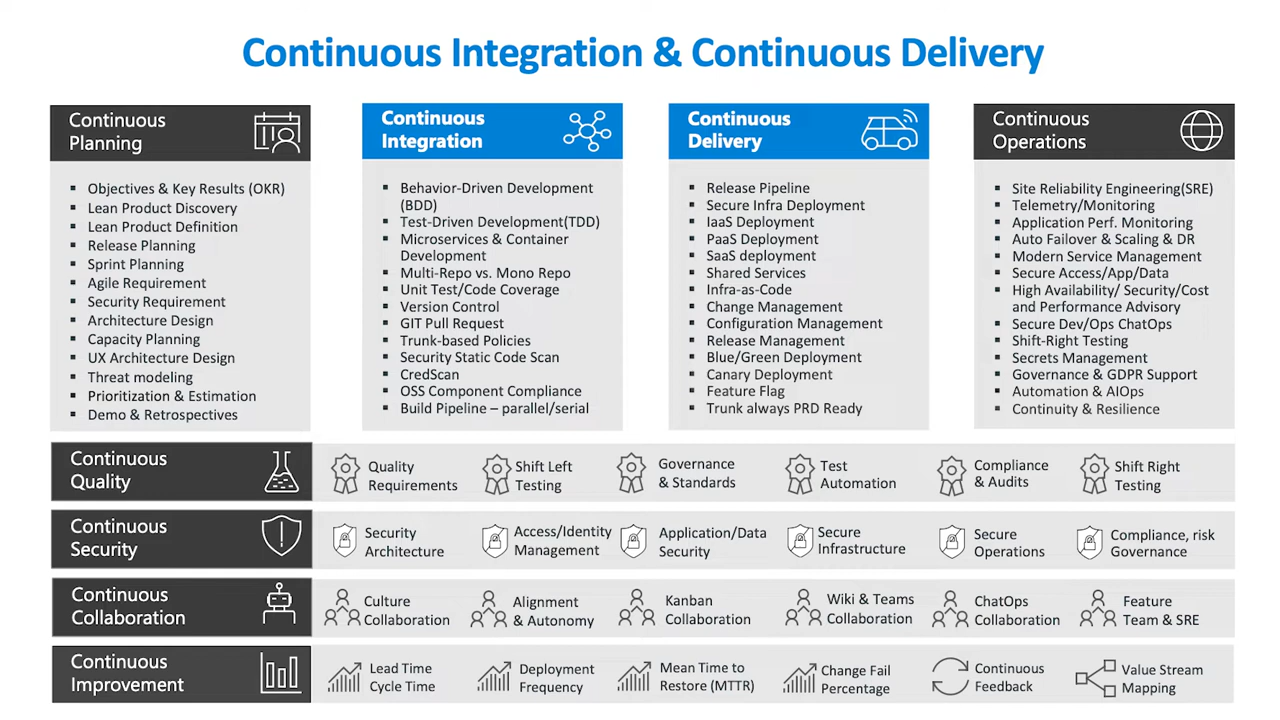 Continuous Integration & Continuous Delivery
Continuous
Planning
Objectives & Key Results (OKR)
Lean Product Discovery
Lean Product Definition
Release Planning
Sprint Planning
Agile Requirement
Security Requirement
Architecture Design
Capacity Planning
UX Architecture Design
Threat modeling
Prioritization & Estimation
Demo & Retrospectives
Continuous
Integration
Behavior-Driven Development
(BDD)
Test-Driven Development(TDD)
Microservices & Container
Development
Multi-Repo vs. Mono Repo
Unit Test/Code Coverage
Version Control
GIT Pull Request
Trunk-based Policies
Security Static Code Scan
CredScan
OSS Component Compliance
Build Pipeline – parallel/serial
Continuous
Delivery
Release Pipeline
Secure Infra Deployment
IaaS Deployment
PaaS Deployment
SaaS deployment
Shared Services
Infra-as-Code
Change Management
Configuration Management
Release Management
Blue/Green Deployment
Canary Deployment
Feature Flag
Trunk always PRD Ready
Continuous
Operations
Site Reliability Engineering(SRE)
Telemetry/Monitoring
Application Perf. Monitoring
Auto Failover & Scaling & DR
Modern Service Management
Secure Access/App/Data
High Availability/ Security/Cost
and Performance Advisory
Secure Dev/Ops ChatOps
Shift-Right Testing
Secrets Management
Governance & GDPR Support
Automation & AIOps
Continuity & Resilience
Continuous
Quality
Quality
Requirements
Shift Left
Testing
Governance
& Standards
Test
Automation
Compliance
& Audits
Shift Right
Testing
Continuous
Security
Security
Architecture
Access/Identity
Management
Application/Data
Security
Secure
Infrastructure
Secure
Operations
Compliance, risk
Governance
Continuous
Collaboration
Culture
Collaboration
Alignment
& Autonomy
Kanban
Collaboration
Wiki & Teams
Collaboration
ChatOps
Collaboration
Feature
Team & SRE
Continuous
Improvement
Lead Time
Cycle Time
Deployment
Frequency
Mean Time to
Restore (MTTR)
Change Fail
Percentage
Continuous
Feedback
Value Stream
Mapping